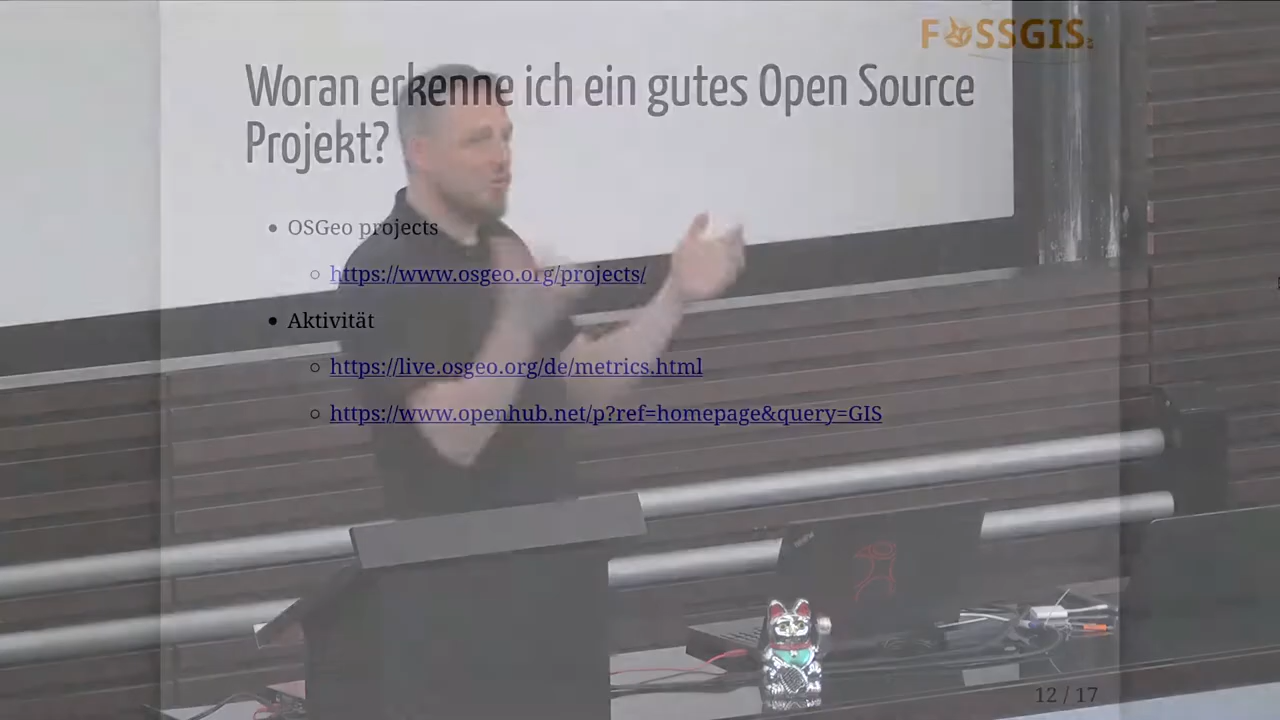 FOSSGIS
Woran erkenne ich ein gutes Open Source
Projekt?
• OSGeo projects
○ https://www.osgeo.org/projects/
• Aktivität
○ https://live.osgeo.org/de/metrics.html
○ https://www.openhub.net/p?ref=homepage&query=GIS
12 / 17